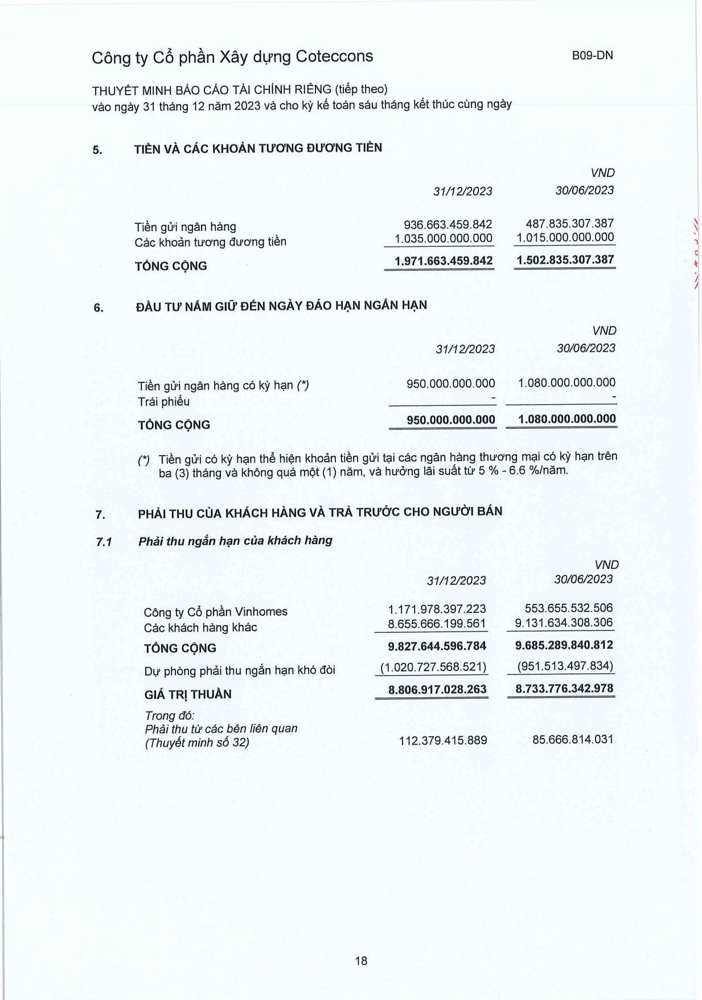 Công ty Cổ phần Xây dựng Coteccons B09-DN
THUYẾT MINH BÁO CÁO TÀI CHÍNH RIÊNG (tiếp theo)
vào ngày 31 tháng 12 năm 2023 và cho kỳ kế toán sáu tháng kết thúc cùng ngày
5. TIỀN VÀ CÁC KHOẢN TƯƠNG ĐƯƠNG TIỀN
VND
31/12/2023 30/06/2023
Tiền gửi ngân hàng 936.663.459.842 487.835.307.387
Các khoản tương đương tiền 1.035.000.000.000 1.015.000.000.000
TỔNG CỘNG 1.971.663.459.842 1.502.835.307.387
6. ĐẦU TƯ NẮM GIỮ ĐẾN NGÀY ĐÁO HẠN NGẮN HẠN
VND
31/12/2023 30/06/2023
Tiền gửi ngân hàng có kỳ hạn (*) 950.000.000.000 1.080.000.000.000
Trái phiếu - -
TỔNG CỘNG 950.000.000.000 1.080.000.000.000
(*) Tiền gửi có kỳ hạn thể hiện khoản tiền gửi tại các ngân hàng thương mại có kỳ hạn trên
ba (3) tháng và không quá một (1) năm, và hưởng lãi suất từ 5 % - 6.6 %/năm.
7. PHẢI THU CỦA KHÁCH HÀNG VÀ TRẢ TRƯỚC CHO NGƯỜI BÁN
7.1 Phải thu ngắn hạn của khách hàng
VND
31/12/2023 30/06/2023
Công ty Cổ phần Vinhomes 1.171.978.397.223 553.655.532.506
Các khách hàng khác 8.655.666.199.561 9.131.634.308.306
TỔNG CỘNG 9.827.644.596.784 9.685.289.840.812
Dự phòng phải thu ngắn hạn khó đòi (1.020.727.568.521) (951.513.497.834)
GIÁ TRỊ THUẦN 8.806.917.028.263 8.733.776.342.978
Trong đó:
Phải thu từ các bên liên quan
(Thuyết minh số 32) 112.379.415.889 85.666.814.031
18